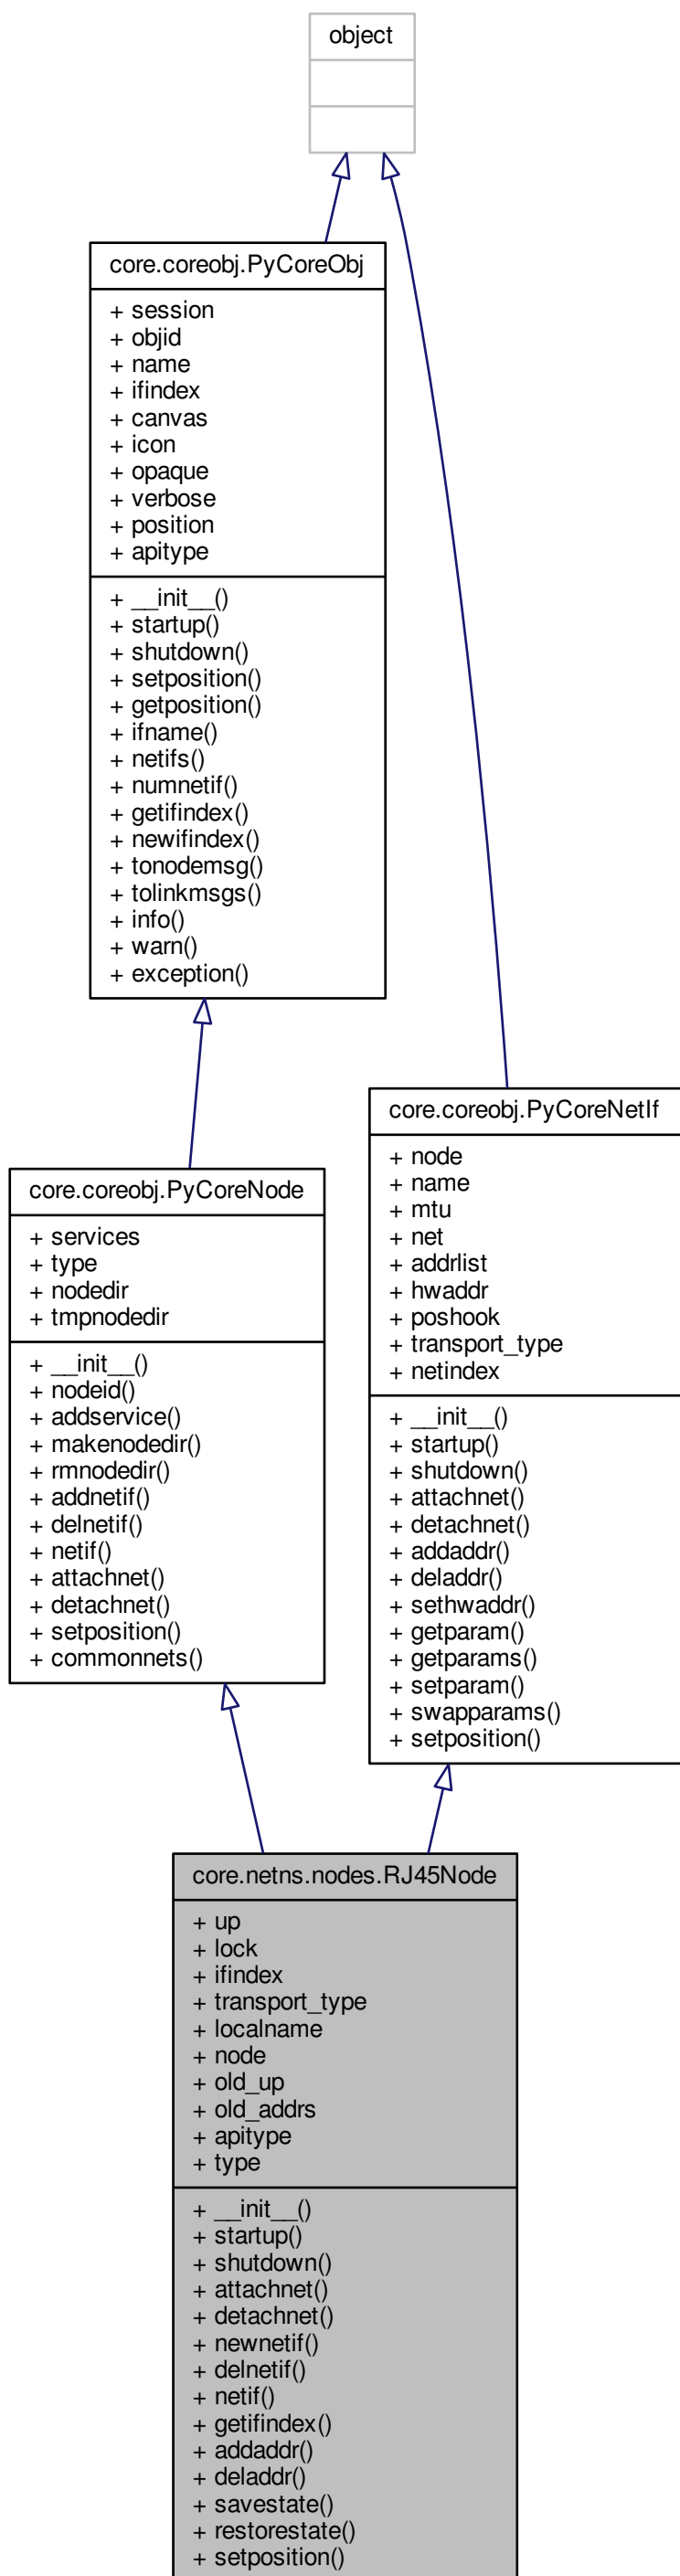 object
core.coreobj.PyCoreObj
+ session
+ objid
+ name
+ ifindex
+ canvas
+ icon
+ opaque
+ verbose
+ position
+ apitype
+ __init__()
+ startup()
+ shutdown()
+ setposition()
+ getposition()
+ ifname()
+ netifs()
+ numnetif()
+ getifindex()
+ newifindex()
+ tonodemsg()
+ tolinkmsgs()
+ info()
+ warn()
+ exception()
core.coreobj.PyCoreNetIf
+ node
+ name
+ mtu
+ net
+ addrlist
+ hwaddr
+ poshook
+ transport_type
+ netindex
+ __init__()
+ startup()
+ shutdown()
+ attachnet()
+ detachnet()
+ addaddr()
+ deladdr()
+ sethwaddr()
+ getparam()
+ getparams()
+ setparam()
+ swapparams()
+ setposition()
core.coreobj.PyCoreNode
+ services
+ type
+ nodedir
+ tmpnodedir
+ __init__()
+ nodeid()
+ addservice()
+ makenodedir()
+ rmnodedir()
+ addnetif()
+ delnetif()
+ netif()
+ attachnet()
+ detachnet()
+ setposition()
+ commonnets()
core.netns.nodes.RJ45Node
+ up
+ lock
+ ifindex
+ transport_type
+ localname
+ node
+ old_up
+ old_addrs
+ apitype
+ type
+ __init__()
+ startup()
+ shutdown()
+ attachnet()
+ detachnet()
+ newnetif()
+ delnetif()
+ netif()
+ getifindex()
+ addaddr()
+ deladdr()
+ savestate()
+ restorestate()
+ setposition()